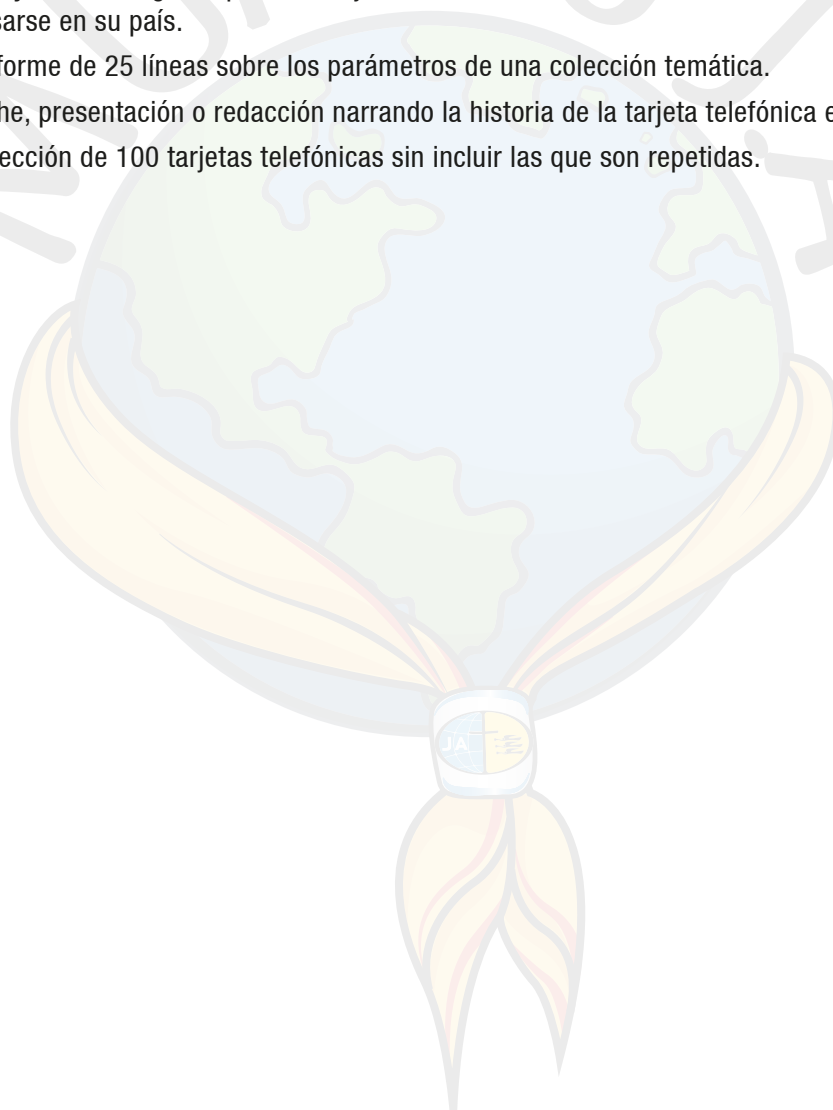 sarse en su país.
forme de 25 líneas sobre los parámetros de una colección temática.
he, presentación o redacción narrando la historia de la tarjeta telefónica e
ección de 100 tarjetas telefónicas sin incluir las que son repetidas.
JA